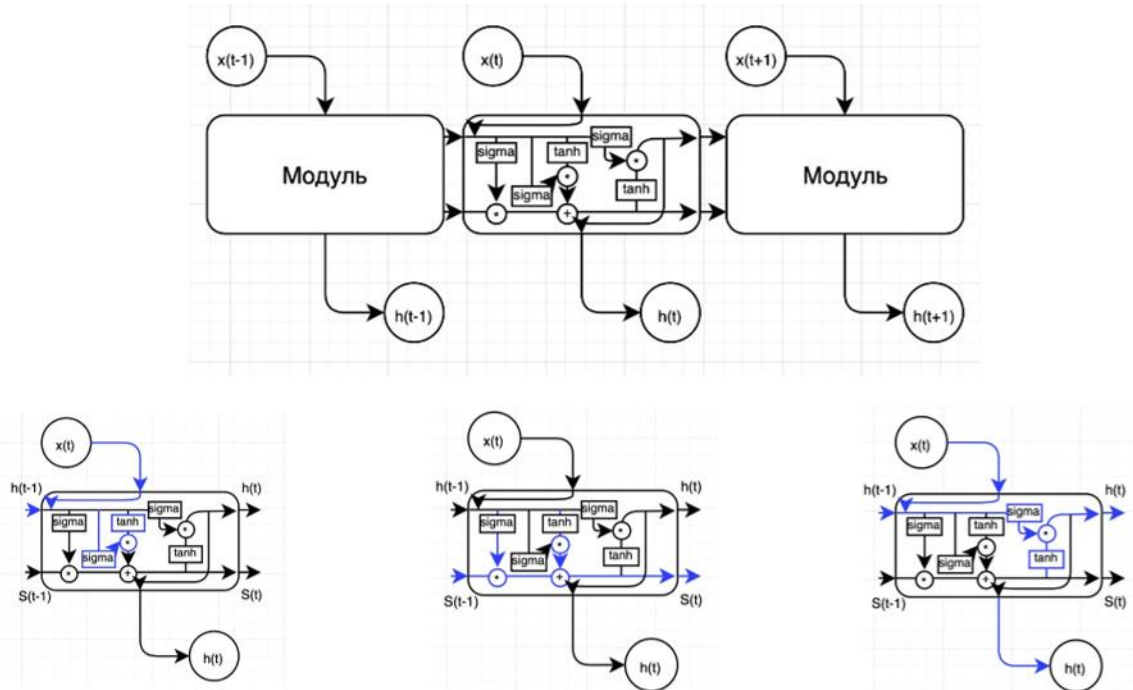 x(t-1)
x(t)
x(t+1)
Модуль
sigma
tanh
sigma
*
sigma
*
tanh
*
+
Модуль
h(t-1)
h(t)
h(t+1)
x(t)
h(t-1)
h(t)
sigma
tanh
sigma
*
sigma
*
tanh
*
+
S(t-1)
S(t)
h(t)
x(t)
h(t-1)
h(t)
sigma
tanh
sigma
*
sigma
*
tanh
*
+
S(t-1)
S(t)
h(t)
x(t)
h(t-1)
h(t)
sigma
tanh
sigma
*
sigma
*
tanh
*
+
S(t-1)
S(t)
h(t)